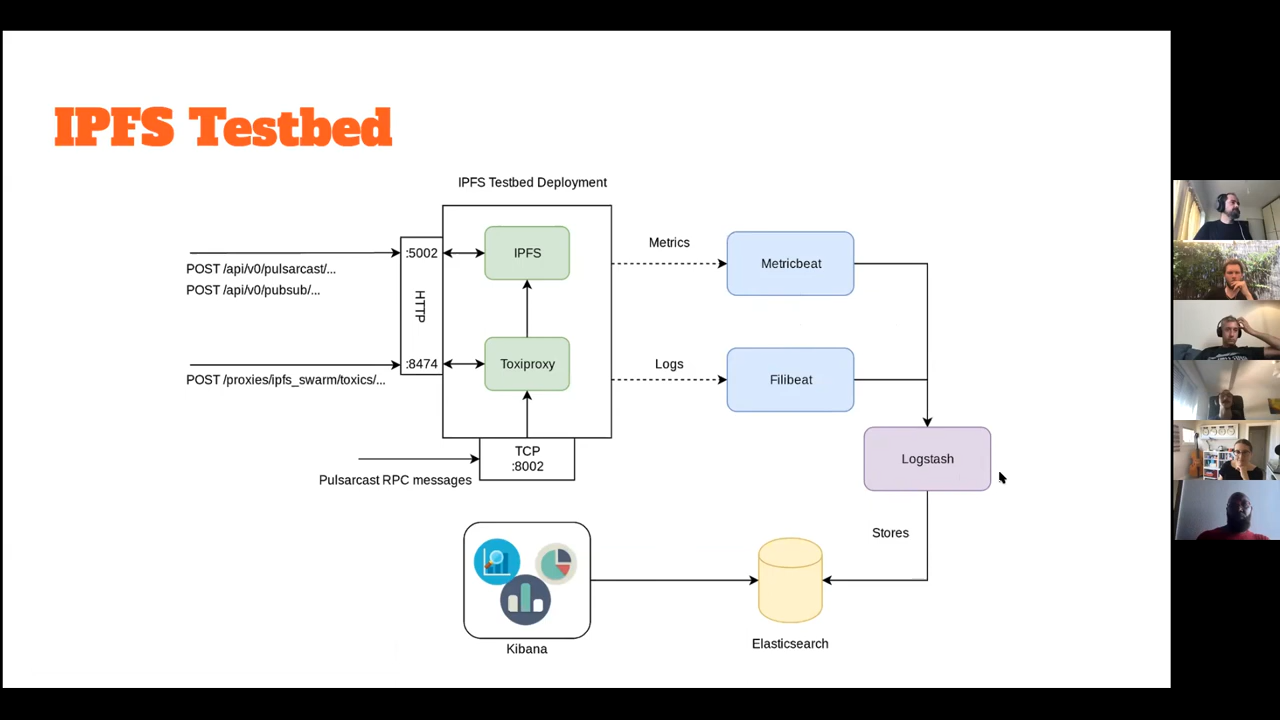 IPFS Testbed
IPFS Testbed Deployment
:5002
IPFS
Metrics
Metricbeat
POST /api/v0/pulsarcast/...
POST /api/v0/pubsub/...
HTTP
:8474
Toxiproxy
Logs
Filibeat
POST /proxies/ipfs_swarm/toxics/...
TCP
:8002
Pulsarcast RPC messages
Logstash
Stores
Kibana
Elasticsearch